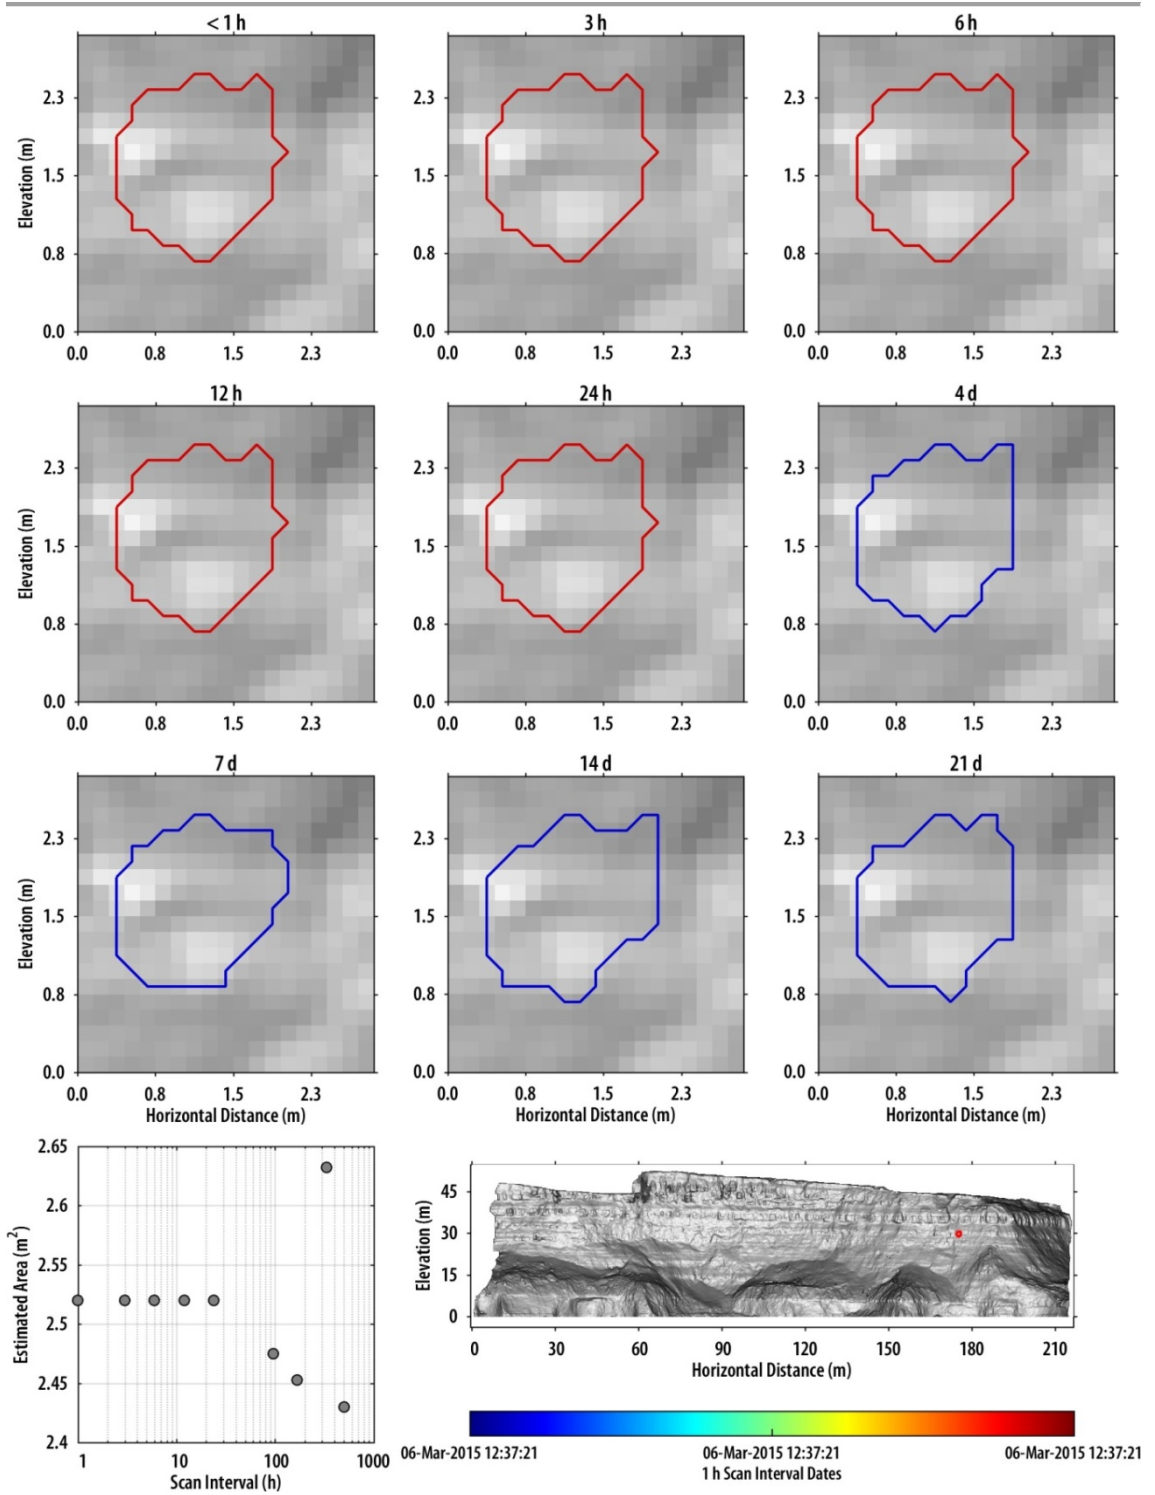 < 1 h
3 h
6 h
Elevation (m)
2.3
1.5
0.8
0.0
2.3
1.5
0.8
0.0
2.3
1.5
0.8
0.0
0.0 0.8 1.5 2.3
0.0 0.8 1.5 2.3
0.0 0.8 1.5 2.3
12 h
24 h
4 d
Elevation (m)
2.3
1.5
0.8
0.0
2.3
1.5
0.8
0.0
2.3
1.5
0.8
0.0
0.0 0.8 1.5 2.3
0.0 0.8 1.5 2.3
0.0 0.8 1.5 2.3
7 d
14 d
21 d
Elevation (m)
2.3
1.5
0.8
0.0
2.3
1.5
0.8
0.0
2.3
1.5
0.8
0.0
0.0 0.8 1.5 2.3
0.0 0.8 1.5 2.3
0.0 0.8 1.5 2.3
Horizontal Distance (m)
Horizontal Distance (m)
Horizontal Distance (m)
Estimated Area (m²)
2.65
2.6
2.55
2.5
2.45
2.4
1 10 100 1000
Scan Interval (h)
Elevation (m)
45
30
15
0
0 30 60 90 120 150 180 210
Horizontal Distance (m)
06-Mar-2015 12:37:21
06-Mar-2015 12:37:21
06-Mar-2015 12:37:21
1 h Scan Interval Dates